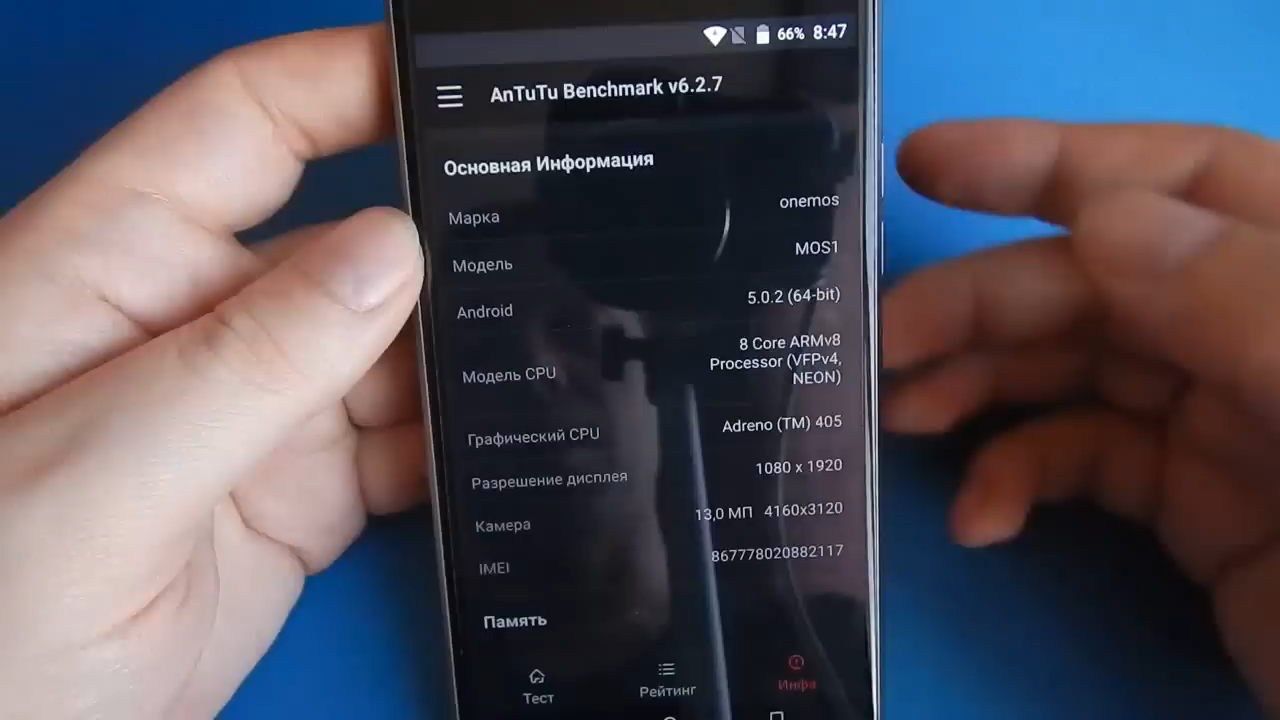 66% 8:47
AnTuTu Benchmark v6.2.7
Основная Информация
Марка onemos
Модель MOS1
Android 5.0.2 (64-bit)
Модель CPU 8 Core ARMv8
Processor (VFPv4,
NEON)
Графический CPU Adreno (TM) 405
Разрешение дисплея 1080 x 1920
Камера 13,0 МП 4160x3120
IMEI 867778020882117
Память
Тест Рейтинг Инфа